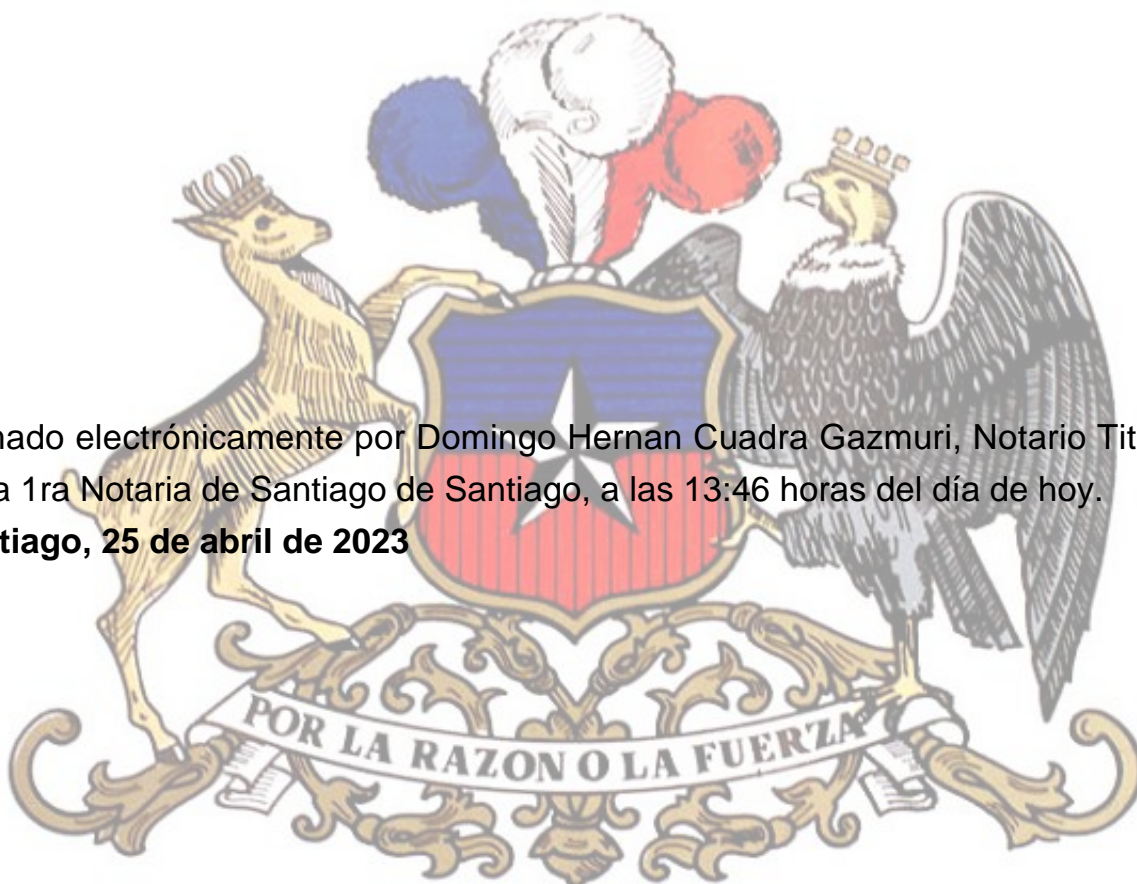 nado electrónicamente por Domingo Hernan Cuadra Gazmuri, Notario Tit
a 1ra Notaria de Santiago de Santiago, a las 13:46 horas del día de hoy.
tiago, 25 de abril de 2023
POR LA RAZON O LA FUERZA